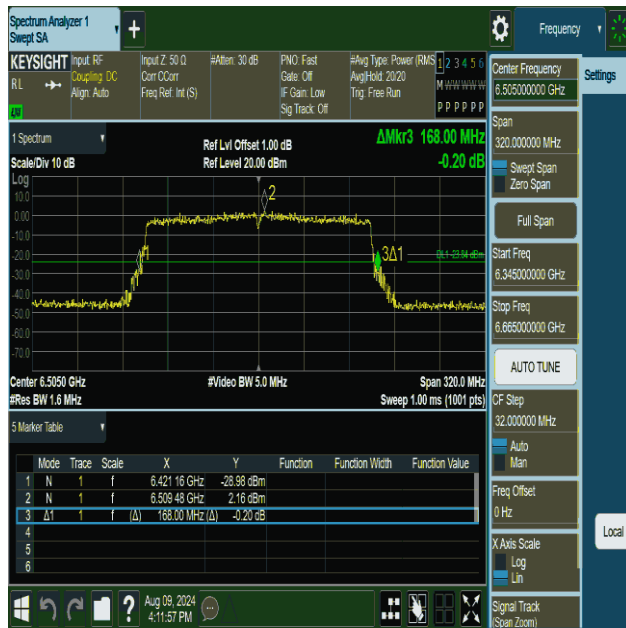 Spectrum Analyzer 1
Swept SA
+
Frequency
KEYSIGHT
RL
Input: RF
Coupling: DC
Align: Auto
Input Z: 50 Ω
Corr CCorr
Freq Ref: Int (S)
#Atten: 30 dB
PNO: Fast
Gate: Off
IF Gain: Low
Sig Track: Off
#Avg Type: Power (RMS
Avg|Hold: 20/20
Trig: Free Run
1 2 3 4 5 6
M W W W W W
P P P P P P
1 Spectrum
Scale/Div 10 dB
Ref Lvl Offset 1.00 dB
Ref Level 20.00 dBm
ΔMkr3 168.00 MHz
-0.20 dB
Log
10.0
0.00
-10.0
-20.0
-30.0
-40.0
-50.0
-60.0
-70.0
2
1
3Δ1
DL1 -23.84 dBm
Center 6.5050 GHz
#Video BW 5.0 MHz
Span 320.0 MHz
#Res BW 1.6 MHz
Sweep 1.00 ms (1001 pts)
5 Marker Table
Mode Trace Scale X Y Function Function Width Function Value
1 N 1 f 6.421 16 GHz -28.98 dBm
2 N 1 f 6.509 48 GHz 2.16 dBm
3 Δ1 1 f (Δ) 168.00 MHz (Δ) -0.20 dB
4
5
6
?
Aug 09, 2024
4:11:57 PM
Center Frequency
6.505000000 GHz
Settings
Span
320.000000 MHz
Swept Span
Zero Span
Full Span
Start Freq
6.345000000 GHz
Stop Freq
6.665000000 GHz
AUTO TUNE
CF Step
32.000000 MHz
Auto
Man
Freq Offset
0 Hz
Local
X Axis Scale
Log
Lin
Signal Track
(Span Zoom)